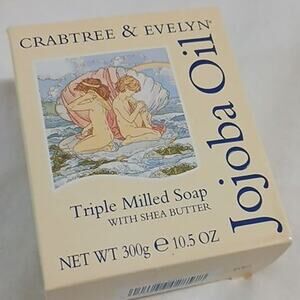 CRABTREE & EVELYN®
Jojoba Oil
Triple Milled Soap
WITH SHEA BUTTER
NET WT 300g ℮ 10.5 OZ